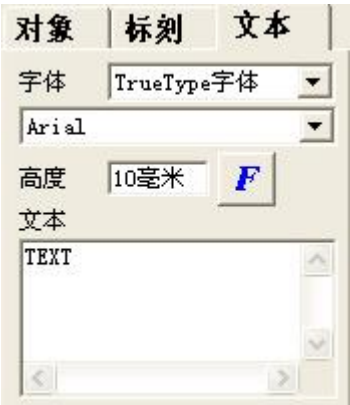 对象 标刻 文本
字体 TrueType字体
Arial
高度 10毫米 F
文本
TEXT